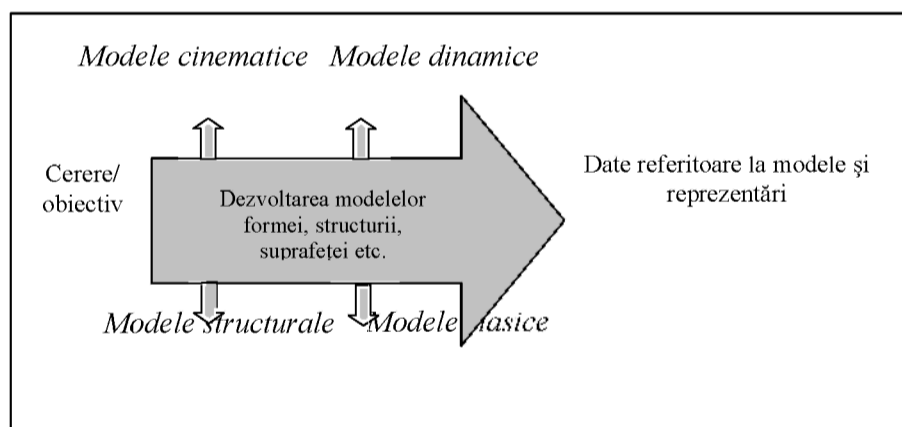 Modele cinematice Modele dinamice
Cerere/
obiectiv
Dezvoltarea modelelor
formei, structurii,
suprafeței etc.
Date referitoare la modele şi
reprezentări
Modele structurale Modele